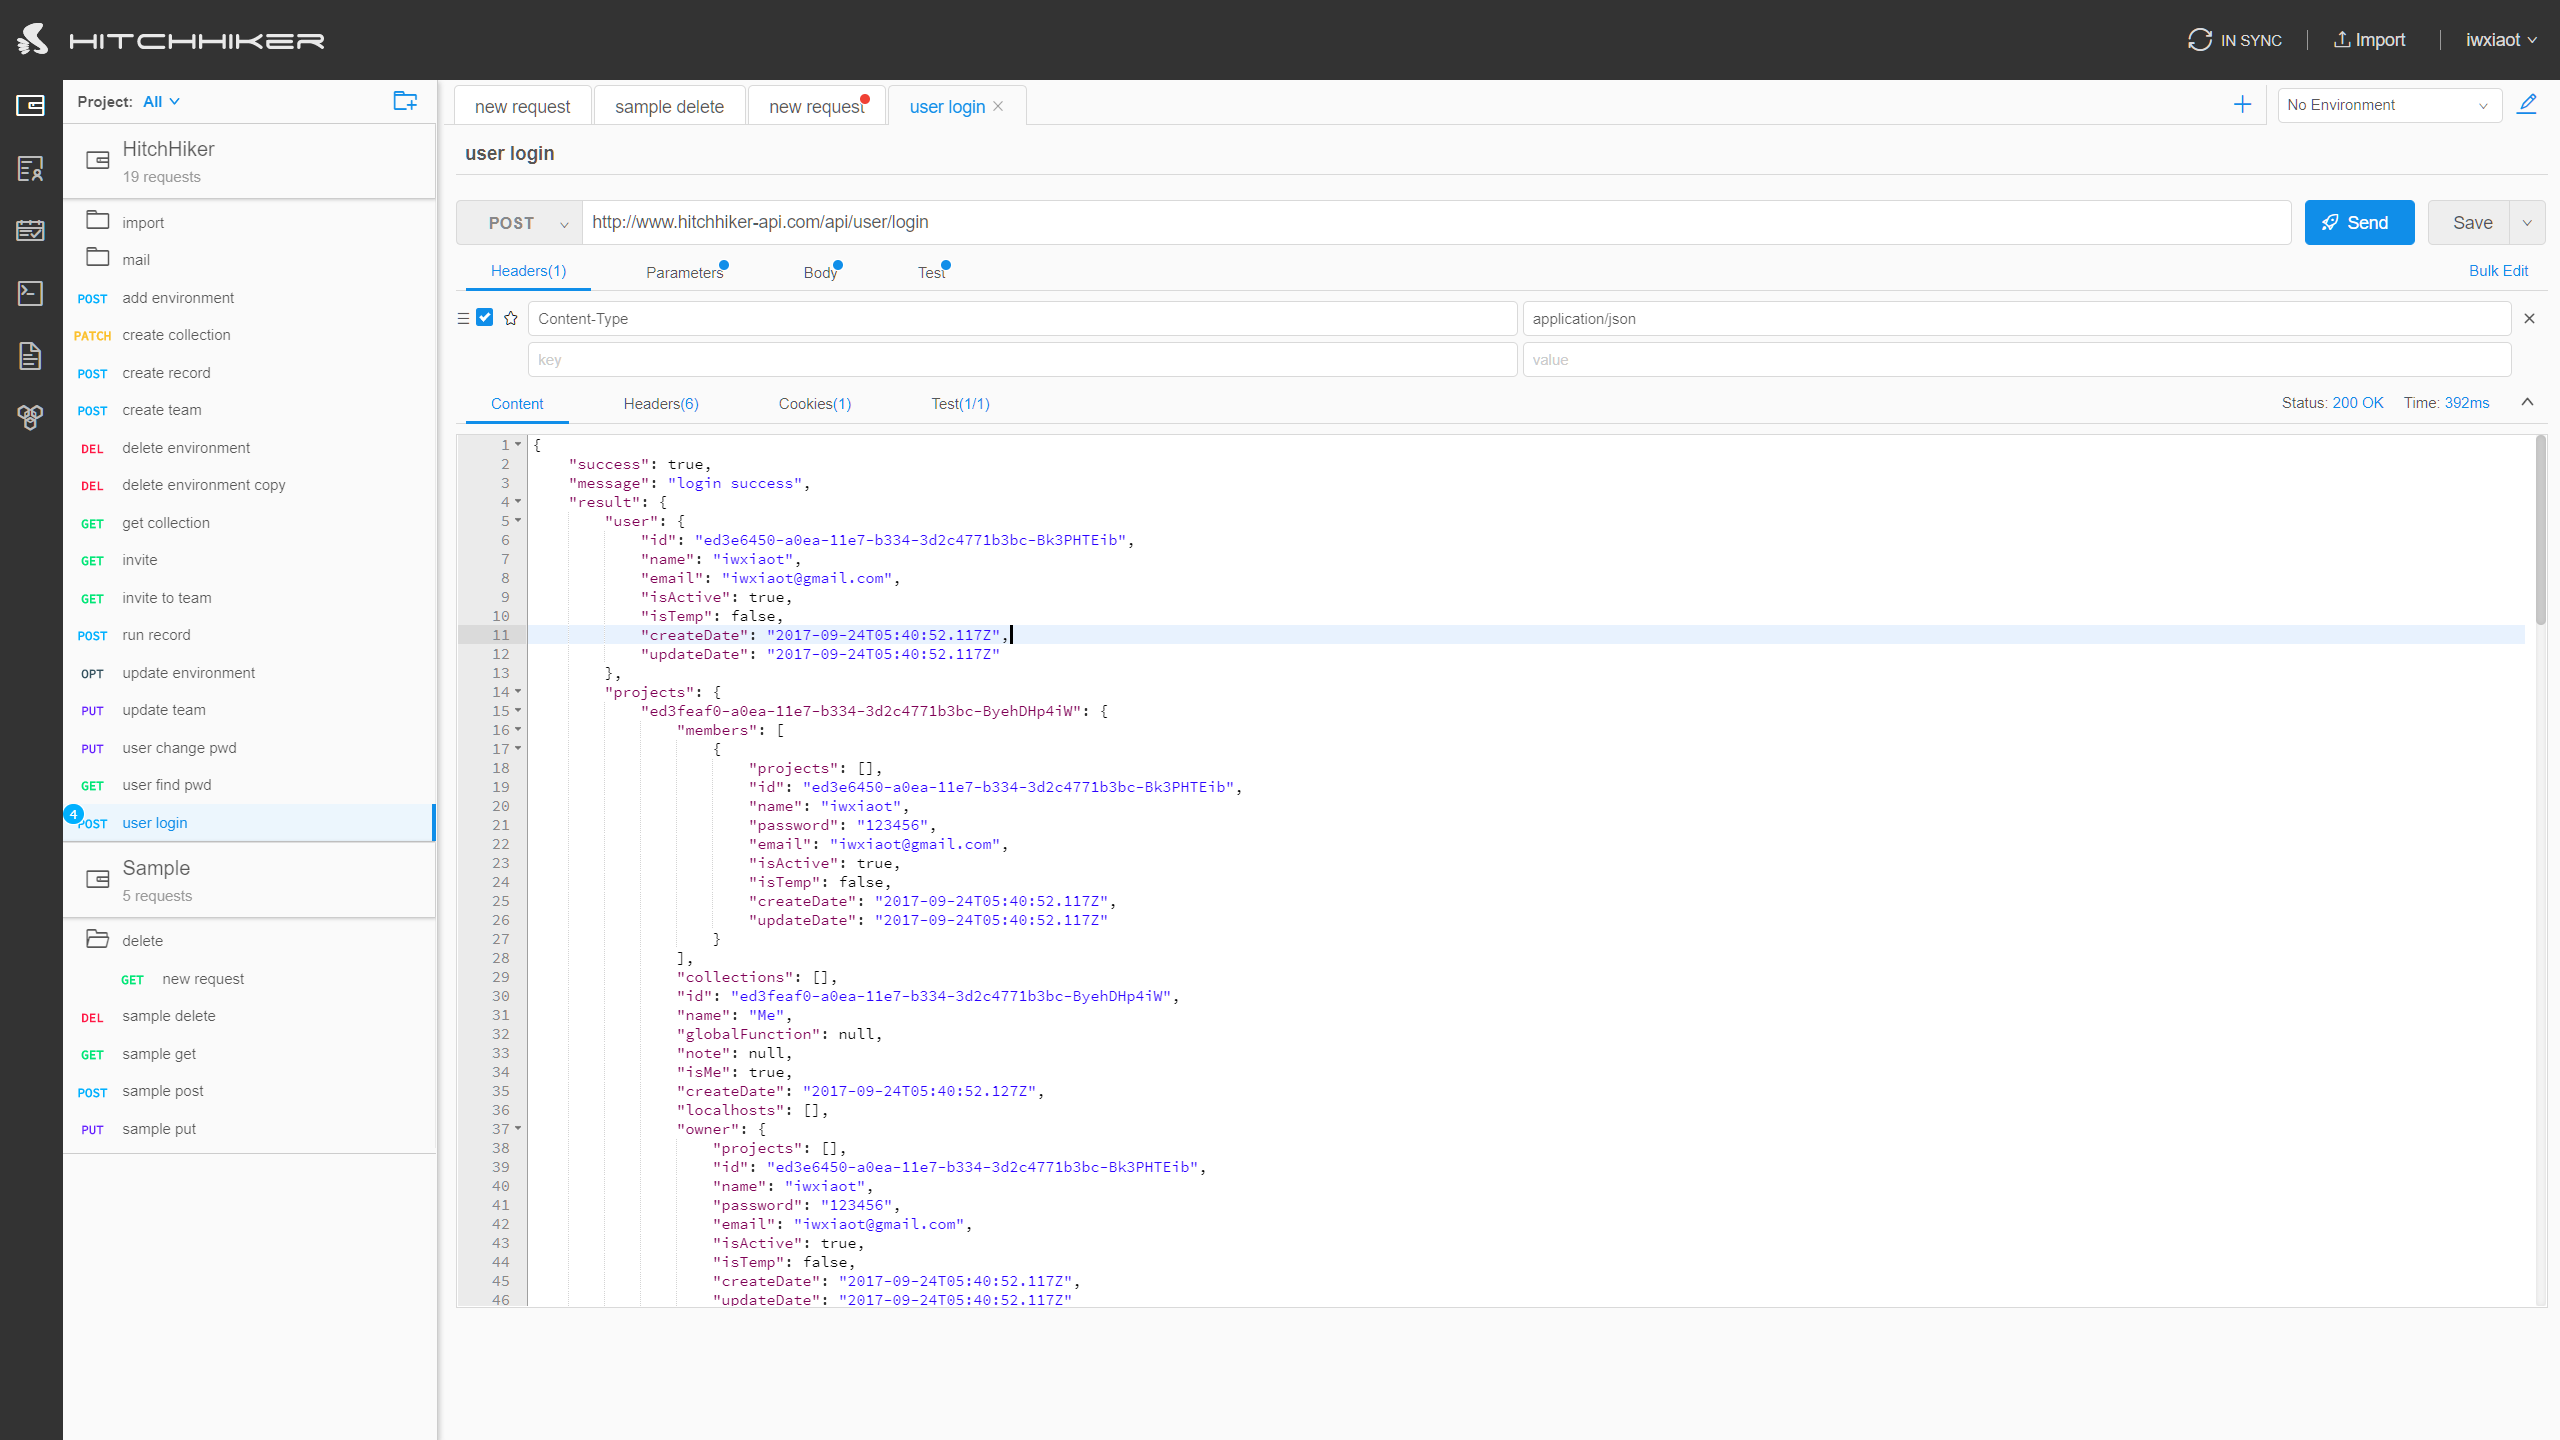 HITCHHIKER
IN SYNC
Import
iwxiaot
Project: All
HitchHiker
19 requests
import
mail
POST add environment
PATCH create collection
POST create record
POST create team
DEL delete environment
DEL delete environment copy
GET get collection
GET invite
GET invite to team
POST run record
OPT update environment
PUT update team
PUT user change pwd
GET user find pwd
4
POST user login
Sample
5 requests
delete
GET new request
DEL sample delete
GET sample get
POST sample post
PUT sample put
new request
sample delete
new request
user login
No Environment
user login
POST
http://www.hitchhiker-api.com/api/user/login
Send
Save
Headers(1)
Parameters
Body
Test
Bulk Edit
Content-Type
application/json
key
value
Content
Headers(6)
Cookies(1)
Test(1/1)
Status: 200 OK
Time: 392ms
1 {
2 "success": true,
3 "message": "login success",
4 "result": {
5 "user": {
6 "id": "ed3e6450-a0ea-11e7-b334-3d2c4771b3bc-Bk3PHTEib",
7 "name": "iwxiaot",
8 "email": "iwxiaot@gmail.com",
9 "isActive": true,
10 "isTemp": false,
11 "createDate": "2017-09-24T05:40:52.117Z",
12 "updateDate": "2017-09-24T05:40:52.117Z"
13 },
14 "projects": {
15 "ed3feaf0-a0ea-11e7-b334-3d2c4771b3bc-ByehDHp4iW": {
16 "members": [
17 {
18 "projects": [],
19 "id": "ed3e6450-a0ea-11e7-b334-3d2c4771b3bc-Bk3PHTEib",
20 "name": "iwxiaot",
21 "password": "123456",
22 "email": "iwxiaot@gmail.com",
23 "isActive": true,
24 "isTemp": false,
25 "createDate": "2017-09-24T05:40:52.117Z",
26 "updateDate": "2017-09-24T05:40:52.117Z"
27 }
28 ],
29 "collections": [],
30 "id": "ed3feaf0-a0ea-11e7-b334-3d2c4771b3bc-ByehDHp4iW",
31 "name": "Me",
32 "globalFunction": null,
33 "note": null,
34 "isMe": true,
35 "createDate": "2017-09-24T05:40:52.127Z",
36 "localhosts": [],
37 "owner": {
38 "projects": [],
39 "id": "ed3e6450-a0ea-11e7-b334-3d2c4771b3bc-Bk3PHTEib",
40 "name": "iwxiaot",
41 "password": "123456",
42 "email": "iwxiaot@gmail.com",
43 "isActive": true,
44 "isTemp": false,
45 "createDate": "2017-09-24T05:40:52.117Z",
46 "updateDate": "2017-09-24T05:40:52.117Z"